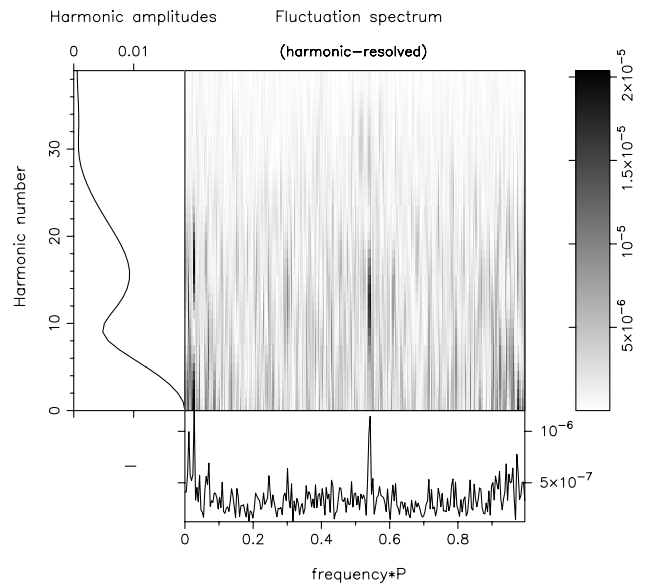 Harmonic amplitudes Fluctuation spectrum
0 0.01 (harmonic-resolved)
Harmonic number
30
20
10
0
2×10⁻⁵
1.5×10⁻⁵
10⁻⁵
5×10⁻⁶
10⁻⁶
5×10⁻⁷
0 0.2 0.4 0.6 0.8
frequency*P